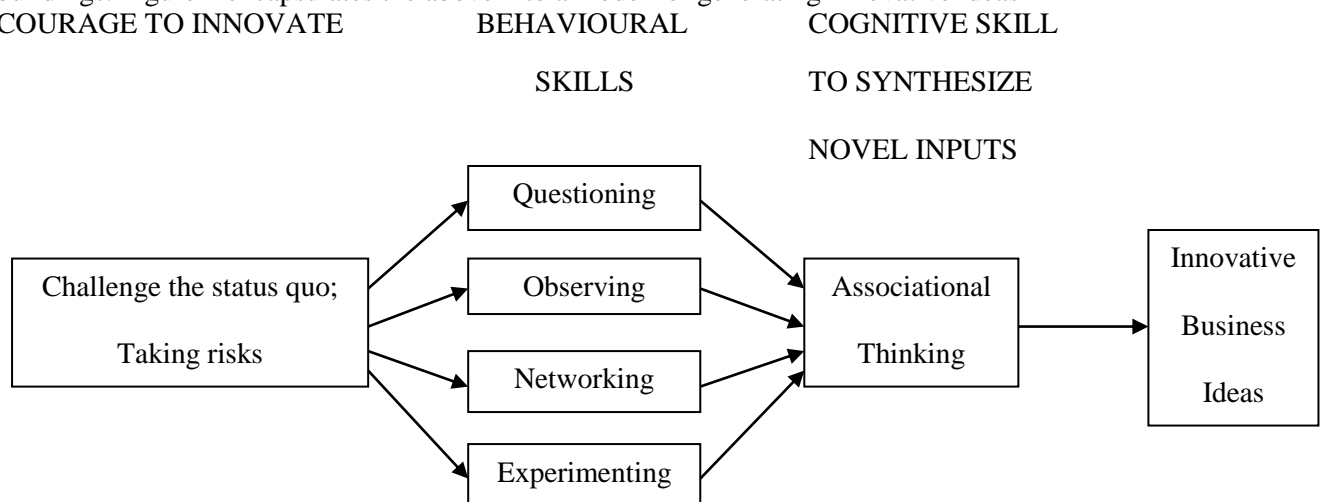 COURAGE TO INNOVATE
BEHAVIOURAL
SKILLS
COGNITIVE SKILL
TO SYNTHESIZE
NOVEL INPUTS
Challenge the status quo;
Taking risks
Questioning
Observing
Networking
Experimenting
Associational
Thinking
Innovative
Business
Ideas